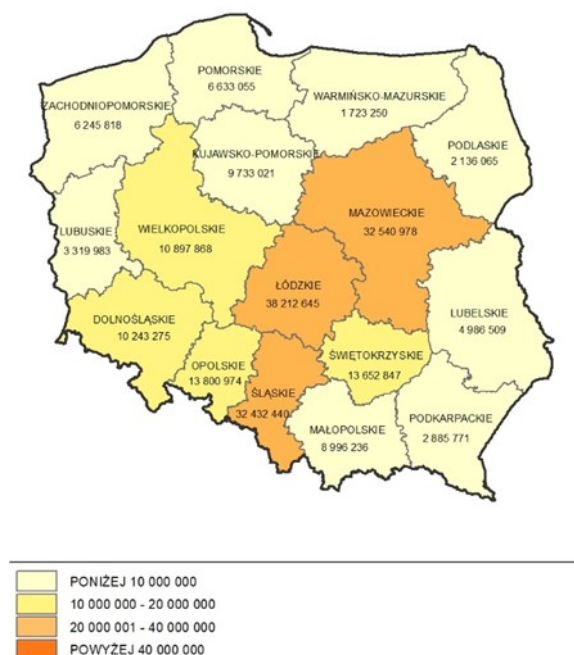 POMORSKIE
6 633 055
WARMIŃSKO-MAZURSKIE
1 723 250
ZACHODNIOPOMORSKIE
6 245 818
PODLASKIE
2 136 065
KUJAWSKO-POMORSKIE
9 733 021
MAZOWIECKIE
32 540 978
LUBUSKIE
3 319 983
WIELKOPOLSKIE
10 897 868
ŁÓDZKIE
38 212 645
LUBELSKIE
4 986 509
DOLNOŚLĄSKIE
10 243 275
OPOLSKIE
13 800 974
ŚWIĘTOKRZYSKIE
13 652 847
ŚLĄSKIE
32 432 440
MAŁOPOLSKIE
8 996 236
PODKARPACKIE
2 885 771
PONIŻEJ 10 000 000
10 000 000 - 20 000 000
20 000 001 - 40 000 000
POWYŻEJ 40 000 000